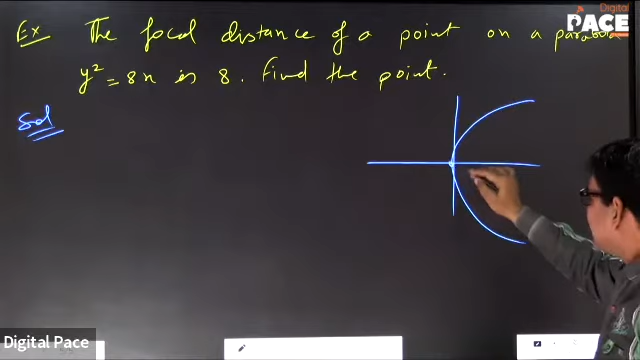 Ex The focal distance of a point on a parabola
y² = 8x is 8. Find the point.
Sol
Digital
PACE
Digital Pace